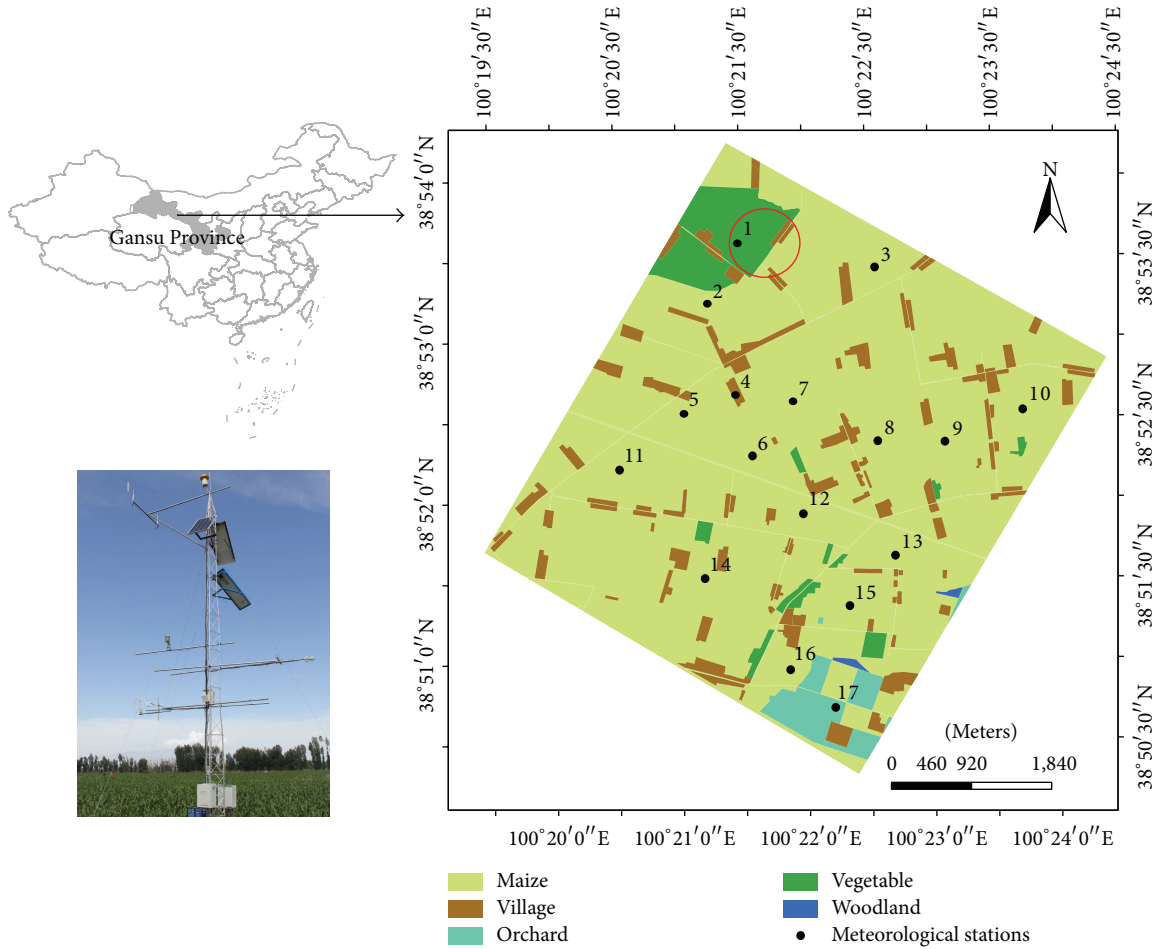 100°19′30″E
100°20′30″E
100°21′30″E
100°22′30″E
100°23′30″E
100°24′30″E
38°54′0″N
38°53′0″N
38°52′0″N
38°51′0″N
Gansu Province
N
1
2
3
4
5
6
7
8
9
10
11
12
13
14
15
16
17
38°53′30″N
38°52′30″N
38°51′30″N
38°50′30″N
(Meters)
0 460 920 1,840
100°20′0″E 100°21′0″E 100°22′0″E 100°23′0″E 100°24′0″E
Maize
Village
Orchard
Vegetable
Woodland
Meteorological stations